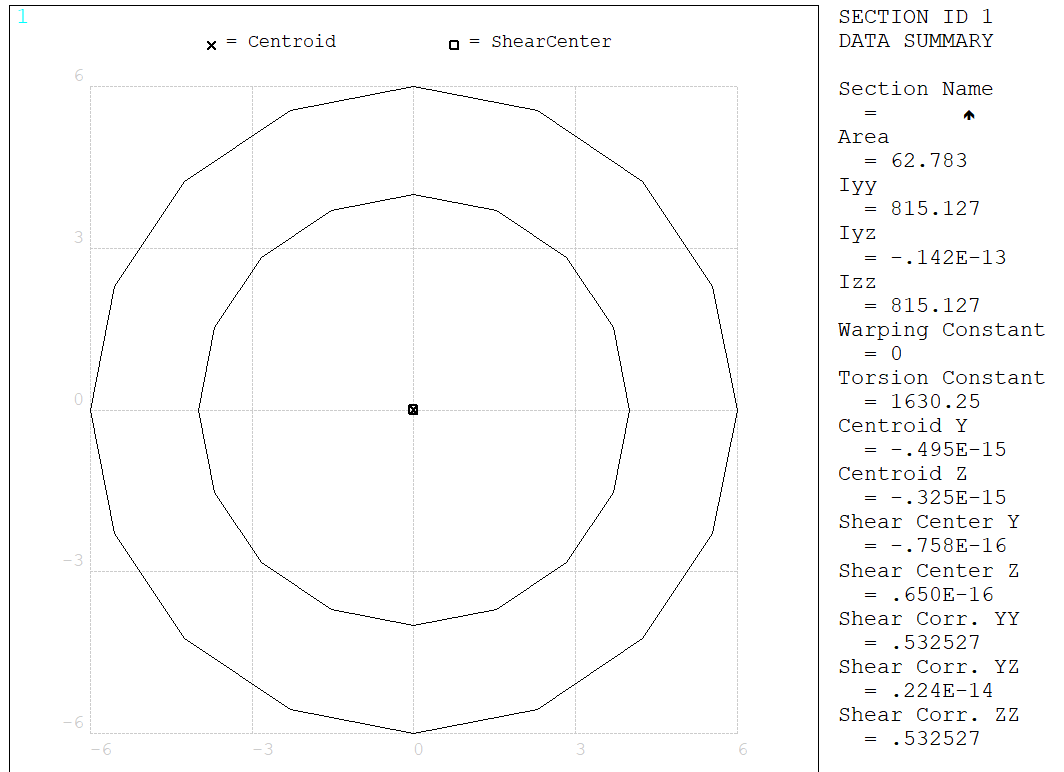 1
× = Centroid
□ = ShearCenter
6
3
0
-3
-6
-6
-3
0
3
6
SECTION ID 1
DATA SUMMARY
Section Name
=
Area
= 62.783
Iyy
= 815.127
Iyz
= -.142E-13
Izz
= 815.127
Warping Constant
= 0
Torsion Constant
= 1630.25
Centroid Y
= -.495E-15
Centroid Z
= -.325E-15
Shear Center Y
= -.758E-16
Shear Center Z
= .650E-16
Shear Corr. YY
= .532527
Shear Corr. YZ
= .224E-14
Shear Corr. ZZ
= .532527